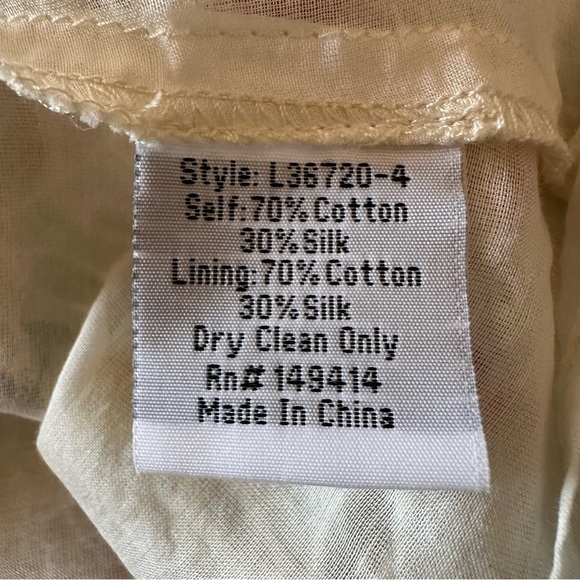 Style: L36720-4
Self:70% Cotton
30%Silk
Lining:70% Cotton
30%Silk
Dry Clean Only
Rn# 149414
Made In China